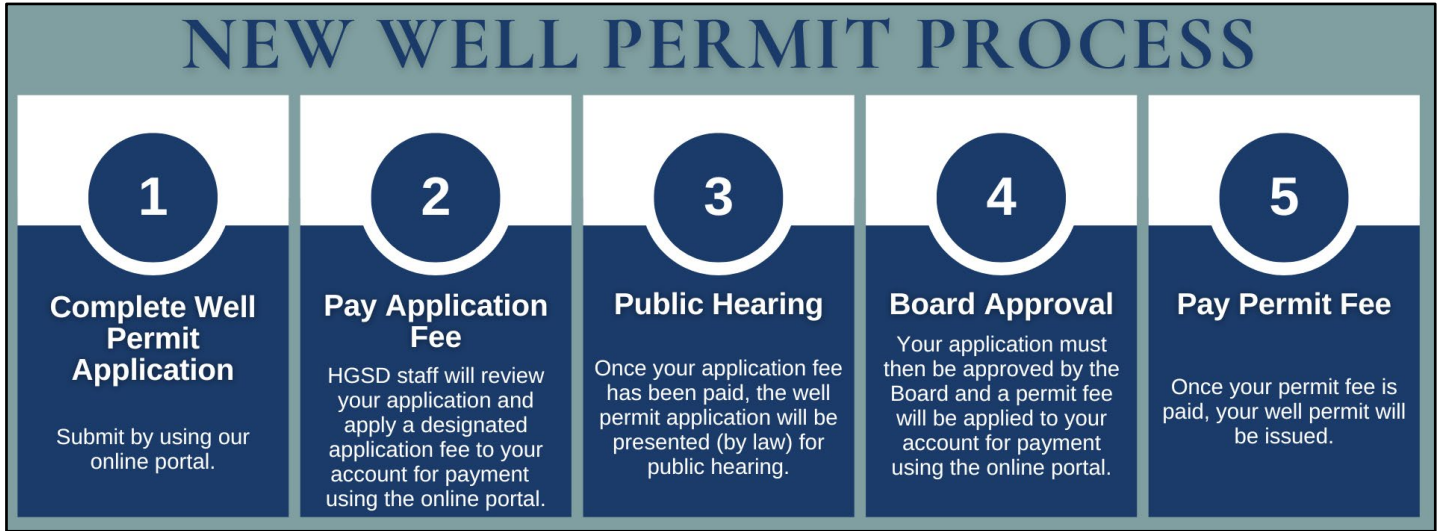 NEW WELL PERMIT PROCESS
1
Complete Well
Permit
Application
Submit by using our
online portal.
2
Pay Application
Fee
HGSD staff will review
your application and
apply a designated
application fee to your
account for payment
using the online portal.
3
Public Hearing
Once your application fee
has been paid, the well
permit application will be
presented (by law) for
public hearing.
4
Board Approval
Your application must
then be approved by the
Board and a permit fee
will be applied to your
account for payment
using the online portal.
5
Pay Permit Fee
Once your permit fee is
paid, your well permit will
be issued.